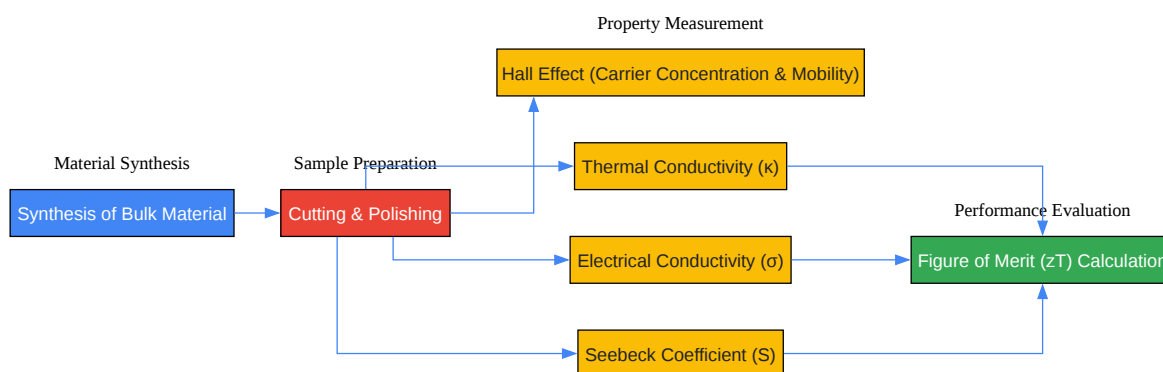 Property Measurement
Hall Effect (Carrier Concentration & Mobility)
Material Synthesis
Sample Preparation
Thermal Conductivity (κ)
Synthesis of Bulk Material
Cutting & Polishing
Performance Evaluation
Electrical Conductivity (σ)
Figure of Merit (zT) Calculation
Seebeck Coefficient (S)